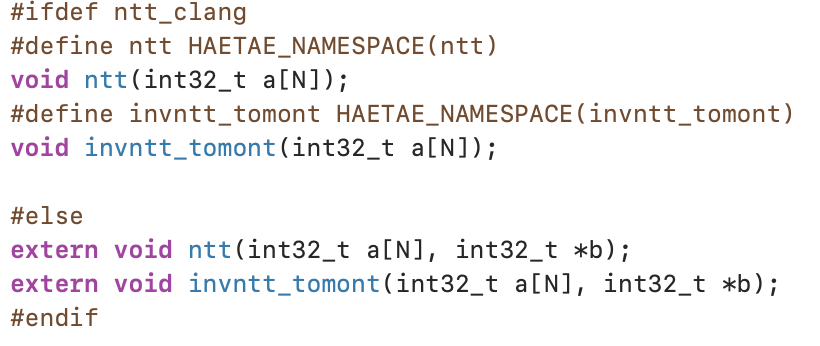 #ifdef ntt_clang
#define ntt HAETAE_NAMESPACE(ntt)
void ntt(int32_t a[N]);
#define invntt_tomont HAETAE_NAMESPACE(invntt_tomont)
void invntt_tomont(int32_t a[N]);
#else
extern void ntt(int32_t a[N], int32_t *b);
extern void invntt_tomont(int32_t a[N], int32_t *b);
#endif